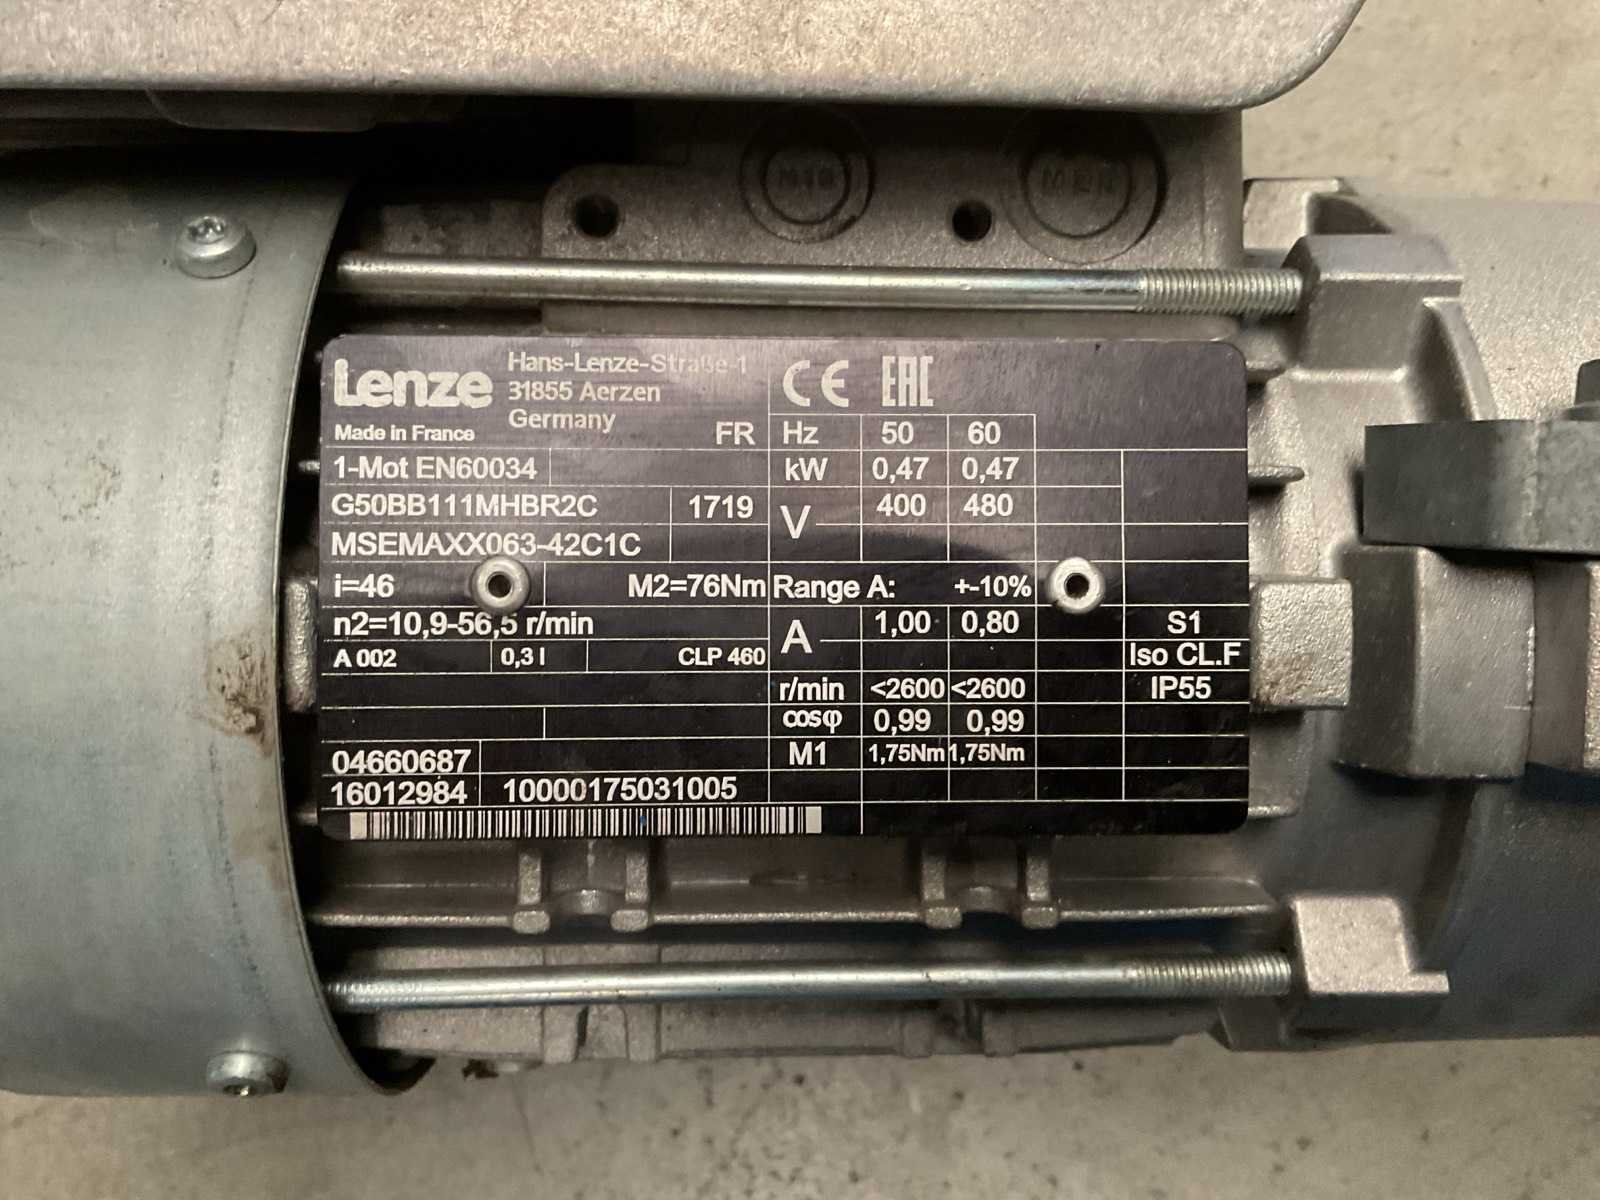 Lenze
Hans-Lenze-Straße 1
31855 Aerzen
Germany
Made in France
FR
CE EAC
Hz 50 60
1-Mot EN60034
kW 0,47 0,47
G50BB111MHBR2C 1719
V 400 480
MSEMAXX063-42C1C
i=46 M2=76Nm Range A: +-10%
n2=10,9-56,5 r/min
A 1,00 0,80 S1
A 002 0,3 l CLP 460
Iso CL.F
r/min <2600 <2600 IP55
cosφ 0,99 0,99
M1 1,75Nm 1,75Nm
04660687
16012984 10000175031005